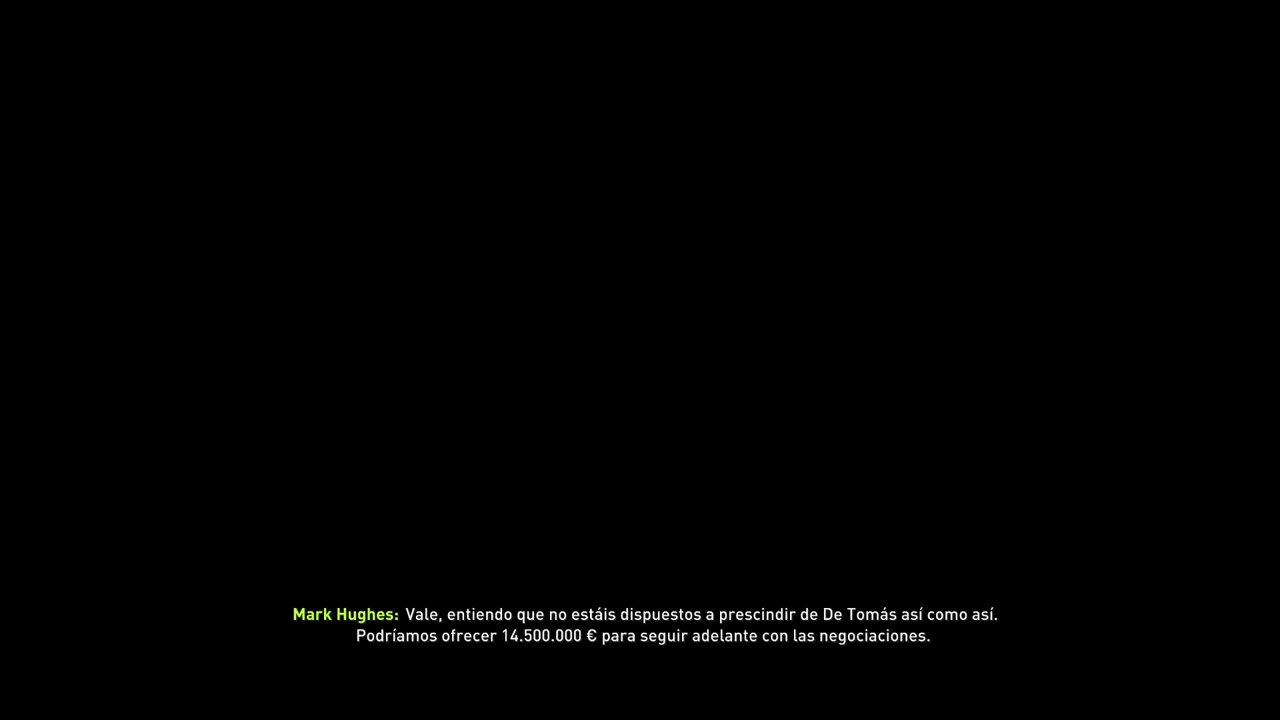 Mark Hughes: Vale, entiendo que no estáis dispuestos a prescindir de De Tomás así como así.
Podríamos ofrecer 14.500.000 € para seguir adelante con las negociaciones.